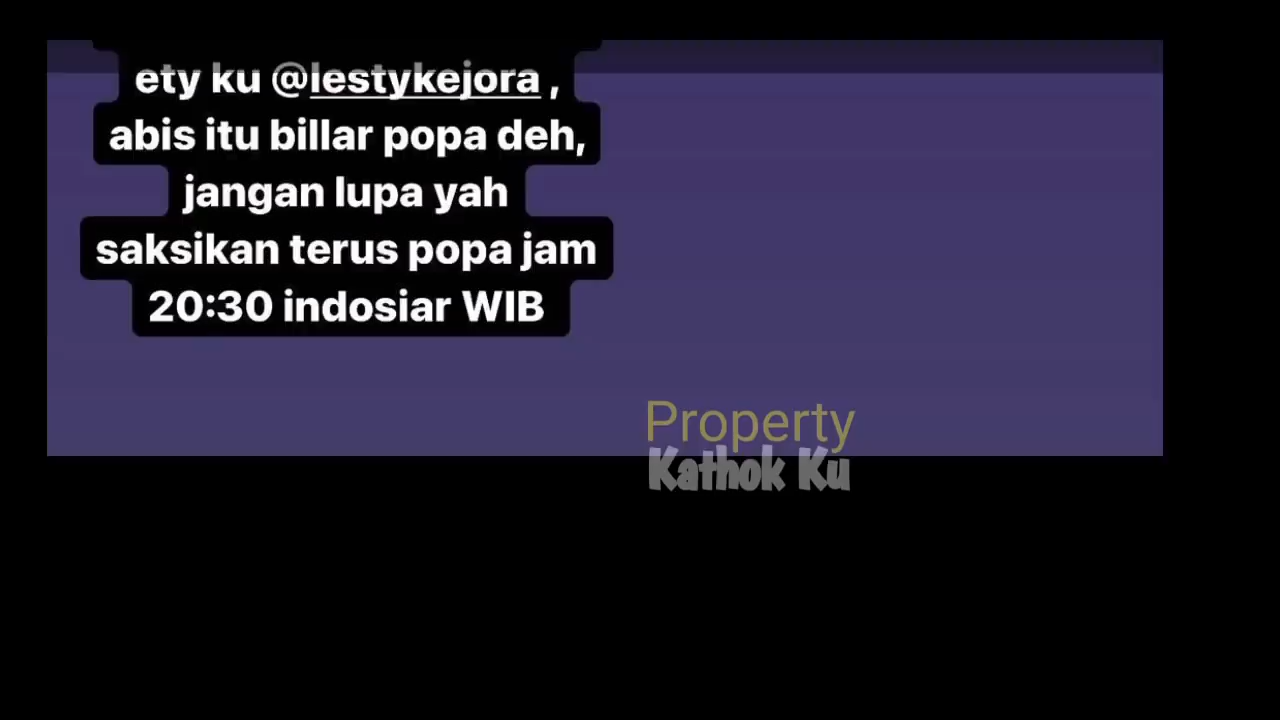 ety ku @lestykejora ,
abis itu billar popa deh,
jangan lupa yah
saksikan terus popa jam
20:30 indosiar WIB
Property
Kathok Ku